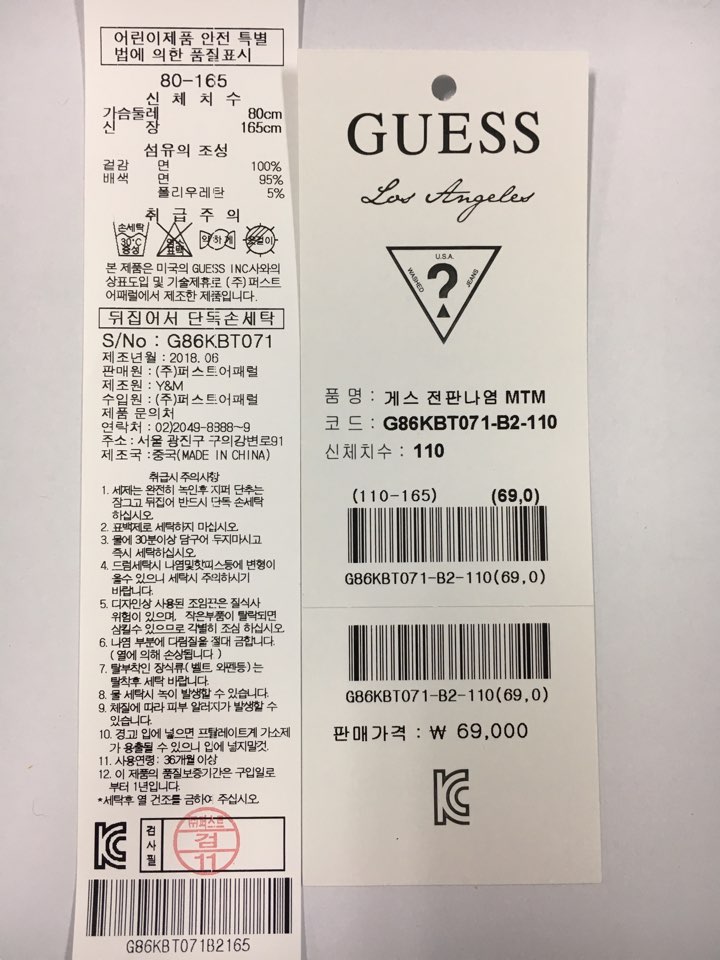 어린이제품 안전 특별
법에 의한 품질표시
80-165
신 체 치 수
가슴둘레 80cm
신 장 165cm
섬유의 조성
겉감 면 100%
배색 면 95%
폴리우레탄 5%
취 급 주 의
손세탁
30°C
중성
염소
표백
약하게
옷걸이
본 제품은 미국의 GUESS INC사와의
상표도입 및 기술제휴로 (주)퍼스트
어패럴에서 제조한 제품입니다.
뒤집어서 단독손세탁
S/No : G86KBT071
제조년월 : 2018. 06
판매원 : (주)퍼스트어패럴
제조원 : Y&M
수입원 : (주)퍼스트어패럴
제품 문의처
연락처 : 02)2049-8388~9
주소 : 서울 광진구 구의강변로91
제조국 :중국(MADE IN CHINA)
취급시 주의사항
1. 세제는 완전히 녹인후 지퍼 단추는
잠그고 뒤집어 반드시 단독 손세탁
하십시오.
2. 표백제로 세탁하지 마십시오.
3. 물에 30분이상 담구어 두지마시고
즉시 세탁하십시오.
4. 드럼세탁시 나염및핫피스등에 변형이
올수 있으니 세탁시 주의하시기
바랍니다.
5. 디자인상 사용된 조임끈은 질식사
위험이 있으며, 작은부품이 탈락되면
삼킬수 있으므로 각별히 조심 하십시오.
6. 나염 부분에 다림질을 절대 금합니다.
( 열에 의해 손상됩니다 )
7. 탈부착인 장식류( 벨트, 와펜등) 는
탈착후 세탁 바랍니다.
8. 물 세탁시 녹이 발생할 수 있습니다.
9. 체질에 따라 피부 알러지가 발생할 수
있습니다.
10. 경고! 입에 넣으면 프탈레이트계 가소제
가 용출될 수 있으니 입에 넣지말것.
11. 사용연령: 36개월 이상
12. 이 제품의 품질보증기간은 구입일로
부터 1년입니다.
*세탁후 열 건조를 금하여 주십시오.
검사필
(주)퍼스트
검
11
G86KBT071B2165
GUESS
Los Angeles
U.S.A.
WASHED
?
JEANS
품 명 : 게스 전판나염 MTM
코 드 : G86KBT071-B2-110
신체치수 : 110
(110-165) (69,0)
G86KBT071-B2-110(69,0)
G86KBT071-B2-110(69,0)
판매가격 : ₩ 69,000